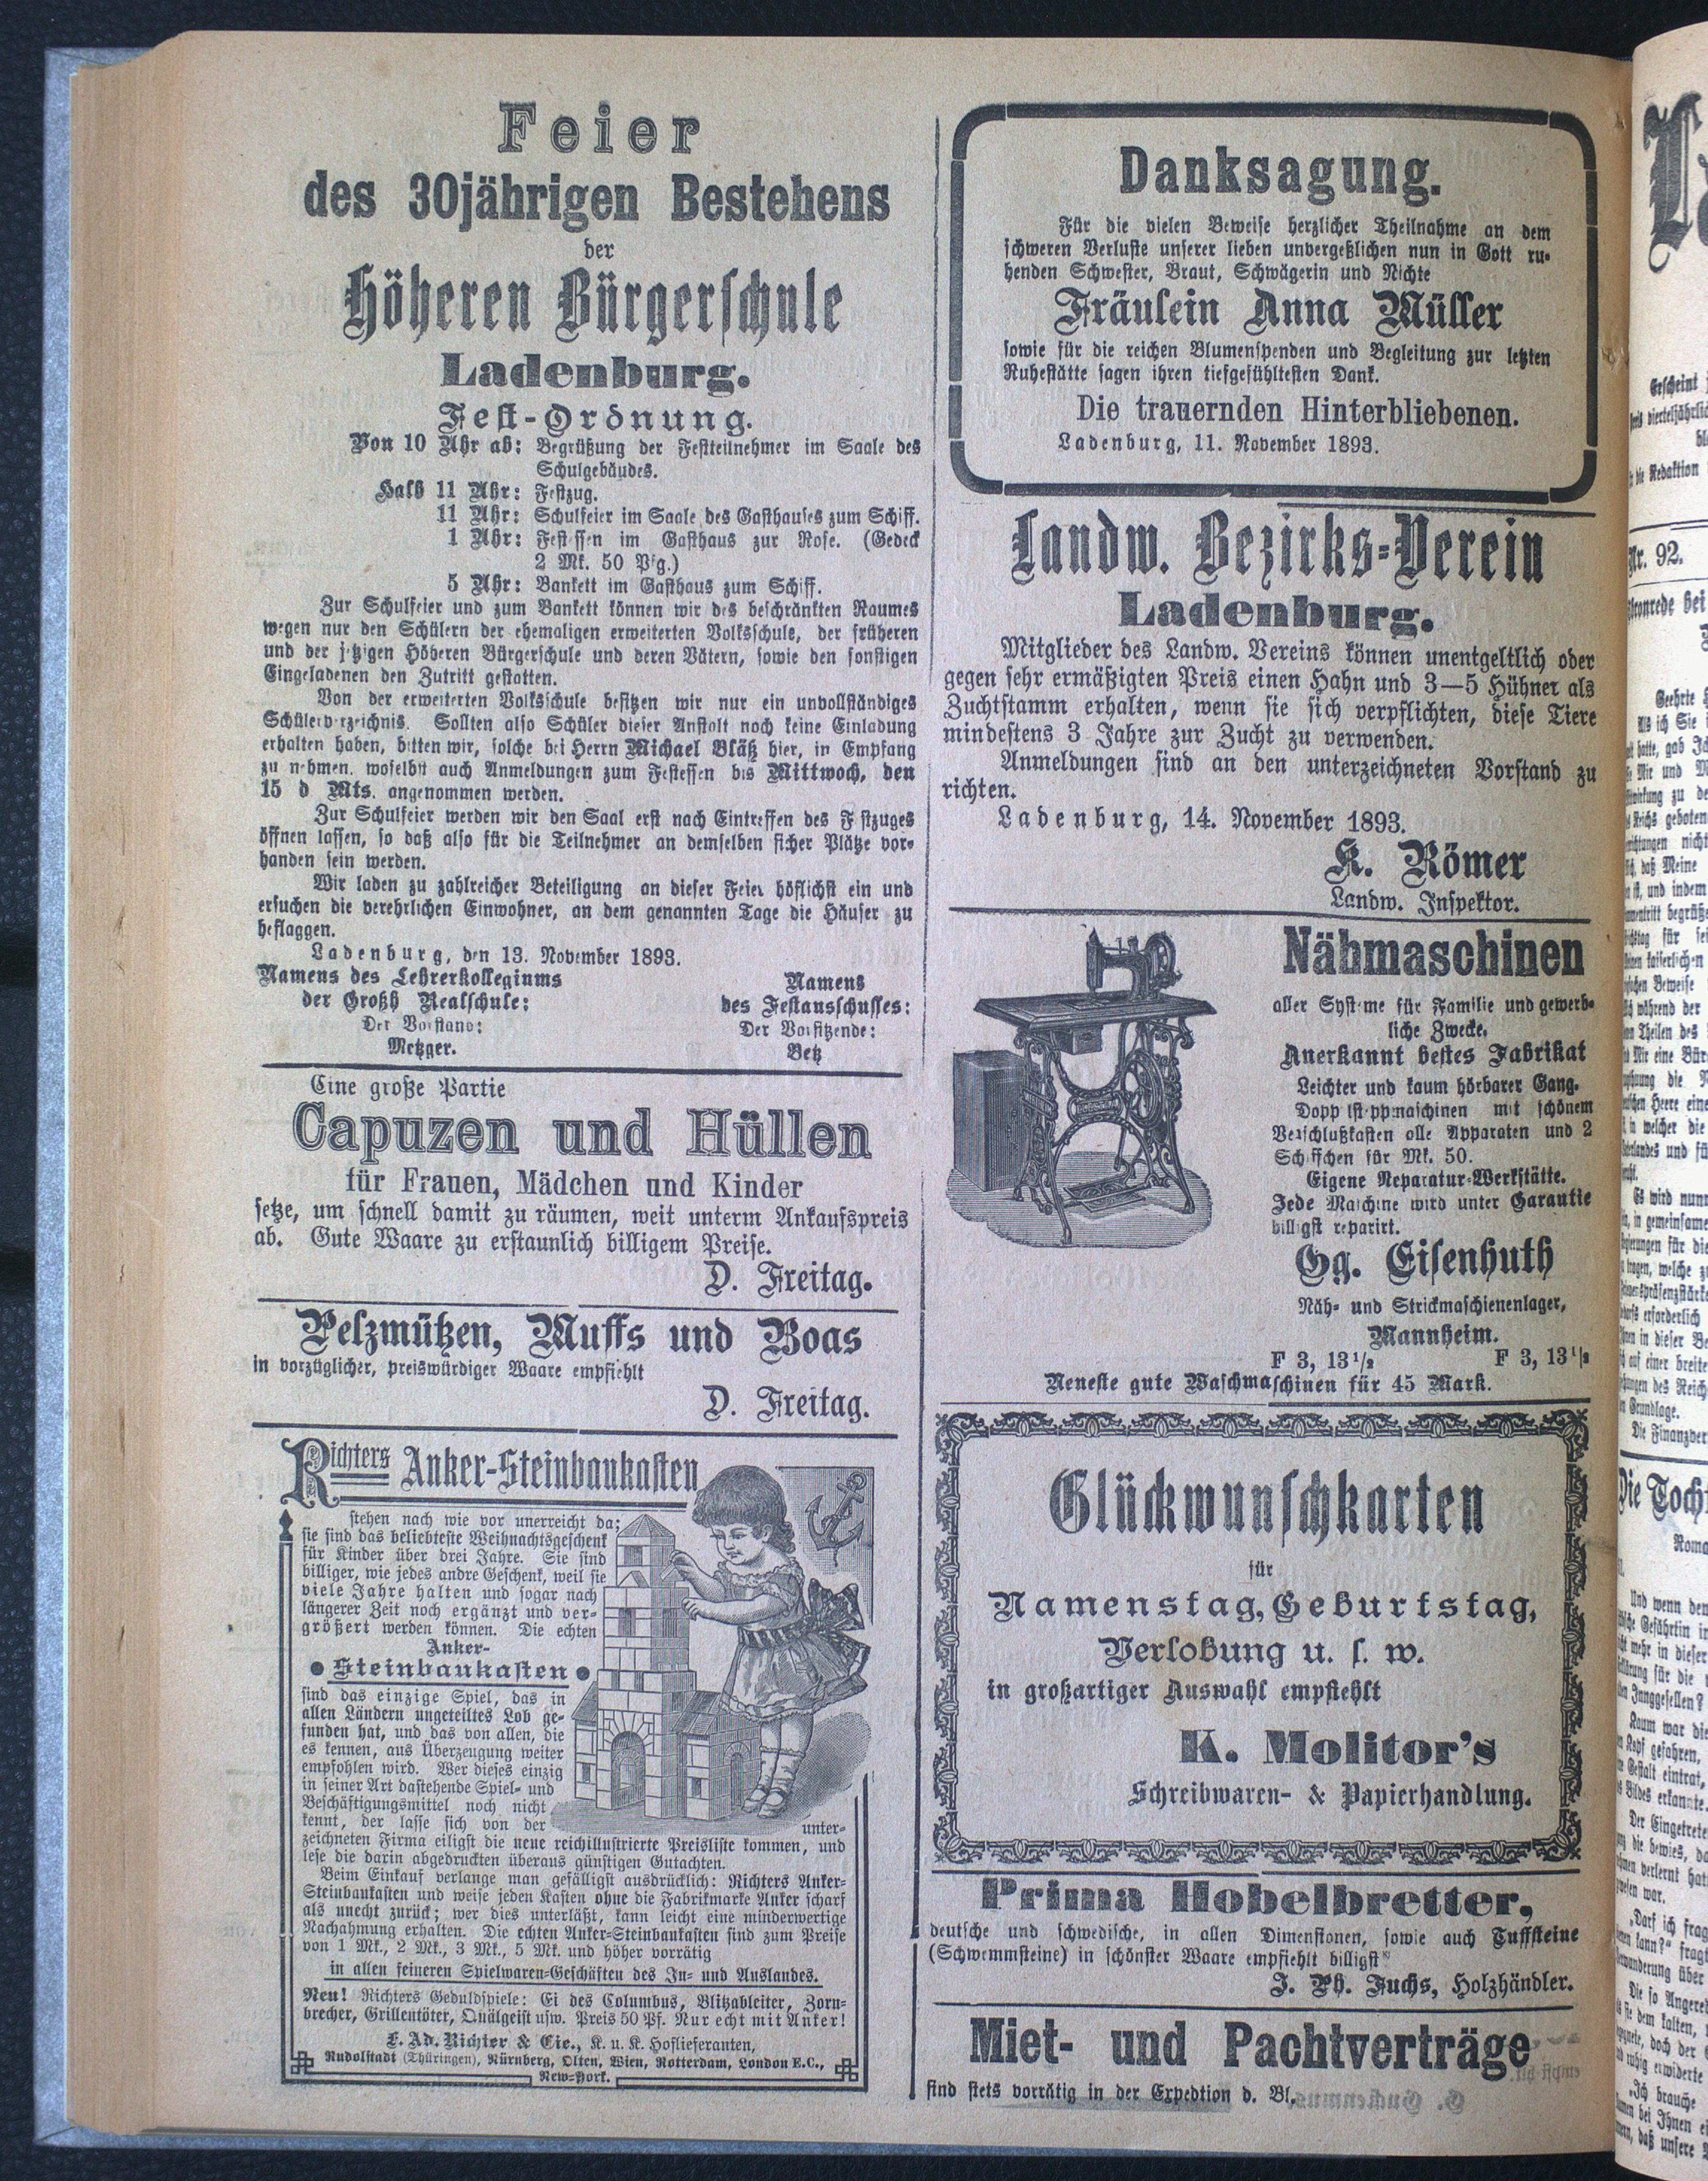 Feier
des 30jährigen Bestehens
der
Höheren Bürgerschule
Ladenburg.
Fest-Ordnung.
Von 10 Uhr ab: Begrüßung der Festteilnehmer im Saale des
Schulgebäudes.
Halb 11 Uhr: Festzug.
11 Uhr: Schulfeier im Saale des Gasthauses zum Schiff.
1 Uhr: Festessen im Gasthaus zur Rose. (Gedeck
2 Mk. 50 Pfg.)
5 Uhr: Bankett im Gasthaus zum Schiff.
Zur Schulfeier und zum Bankett können wir des beschränkten Raumes
wegen nur den Schülern der ehemaligen erweiterten Volksschule, der früheren
und der jetzigen Höheren Bürgerschule und deren Vätern, sowie den sonstigen
Eingeladenen den Zutritt gestatten.
Von der erweiterten Volksschule besitzen wir nur ein unvollständiges
Schülerverzeichnis. Sollten also Schüler dieser Anstalt noch keine Einladung
erhalten haben, bitten wir, solche bei Herrn Michael Bläß hier, in Empfang
zu nehmen, woselbst auch Anmeldungen zum Festessen bis Mittwoch, den
15 d Mts. angenommen werden.
Zur Schulfeier werden wir den Saal erst nach Eintreffen des Festzuges
öffnen lassen, so daß also für die Teilnehmer an demselben sicher Plätze vor-
handen sein werden.
Wir laden zu zahlreicher Beteiligung an dieser Feier höflichst ein und
ersuchen die verehrlichen Einwohner, an dem genannten Tage die Häuser zu
beflaggen.
Ladenburg, den 13. November 1893.
Namens des Lehrerkollegiums
der Großh Realschule:
Der Vorstand:
Metzger.
Namens
des Festausschusses:
Der Vorsitzende:
Betz
Eine große Partie
Capuzen und Hüllen
für Frauen, Mädchen und Kinder
setze, um schnell damit zu räumen, weit unterm Ankaufspreis
ab. Gute Waare zu erstaunlich billigem Preise.
D. Freitag.
Pelzmützen, Muffs und Boas
in vorzüglicher, preiswürdiger Waare empfiehlt
D. Freitag.
Richters Anker-Steinbaukasten
stehen nach wie vor unerreicht da;
sie sind das beliebteste Weihnachtsgeschenk
für Kinder über drei Jahre. Sie sind
billiger, wie jedes andre Geschenk, weil sie
viele Jahre halten und sogar nach
längerer Zeit noch ergänzt und ver-
größert werden können. Die echten
Anker-
Steinbaukasten
sind das einzige Spiel, das in
allen Ländern ungeteiltes Lob ge-
funden hat, und das von allen, die
es kennen, aus Überzeugung weiter
empfohlen wird. Wer dieses einzig
in seiner Art dastehende Spiel- und
Beschäftigungsmittel noch nicht
kennt, der lasse sich von der unter-
zeichneten Firma eiligst die neue reichillustrierte Preisliste kommen, und
lese die darin abgedruckten überaus günstigen Gutachten.
Beim Einkauf verlange man gefälligst ausdrücklich: Richters Anker-
Steinbaukasten und weise jeden Kasten ohne die Fabrikmarke Anker scharf
als unecht zurück; wer dies unterläßt, kann leicht eine minderwertige
Nachahmung erhalten. Die echten Anker-Steinbaukasten sind zum Preise
von 1 Mk., 2 Mk., 3 Mk., 5 Mk. und höher vorrätig
in allen feineren Spielwaren-Geschäften des In- und Auslandes.
Neu! Richters Geduldspiele: Ei des Columbus, Blitzableiter, Zorn-
brecher, Grillentöter, Quälgeist usw. Preis 50 Pf. Nur echt mit Anker!
F. Ad. Richter & Cie., K. u. K. Hoflieferanten,
Rudolstadt (Thüringen), Nürnberg, Olten, Wien, Rotterdam, London E.C.,
New-York.
Danksagung.
Für die vielen Beweise herzlicher Theilnahme an dem
schweren Verluste unserer lieben unvergeßlichen nun in Gott ru-
henden Schwester, Braut, Schwägerin und Nichte
Fräulein Anna Müller
sowie für die reichen Blumenspenden und Begleitung zur letzten
Ruhestätte sagen ihren tiefgefühltesten Dank.
Die trauernden Hinterbliebenen.
Ladenburg, 11. November 1893.
Landw. Bezirks-Verein
Ladenburg.
Mitglieder des Landw. Vereins können unentgeltlich oder
gegen sehr ermäßigten Preis einen Hahn und 3—5 Hühner als
Zuchtstamm erhalten, wenn sie sich verpflichten, diese Tiere
mindestens 3 Jahre zur Zucht zu verwenden.
Anmeldungen sind an den unterzeichneten Vorstand zu
richten.
Ladenburg, 14. November 1893.
K. Römer
Landw. Inspektor.
Nähmaschinen
aller Systeme für Familie und gewerb-
liche Zwecke.
Anerkannt bestes Fabrikat
Leichter und kaum hörbarer Gang.
Doppelsteppmaschinen mit schönem
Verschlußkasten alle Apparaten und 2
Schiffchen für Mk. 50.
Eigene Reparatur-Werkstätte.
Jede Maschine wird unter Garantie
billigst reparirt.
Gg. Eisenhuth
Näh- und Strickmaschienenlager,
Mannheim.
F 3, 13 1/2 F 3, 13 1/2
Neneste gute Waschmaschinen für 45 Mark.
Glückwunschkarten
für
Namenstag, Geburtstag,
Verlobung u. s. w.
in großartiger Auswahl empfiehlt
K. Molitor's
Schreibwaren- & Papierhandlung.
Prima Hobelbretter,
deutsche und schwedische, in allen Dimensionen, sowie auch Tuffsteine
(Schwemmsteine) in schönster Waare empfiehlt billigst
J. Ph. Fuchs, Holzhändler.
Miet- und Pachtverträge
sind stets vorrätig in der Expedtion d. Bl.
Nr. 92.